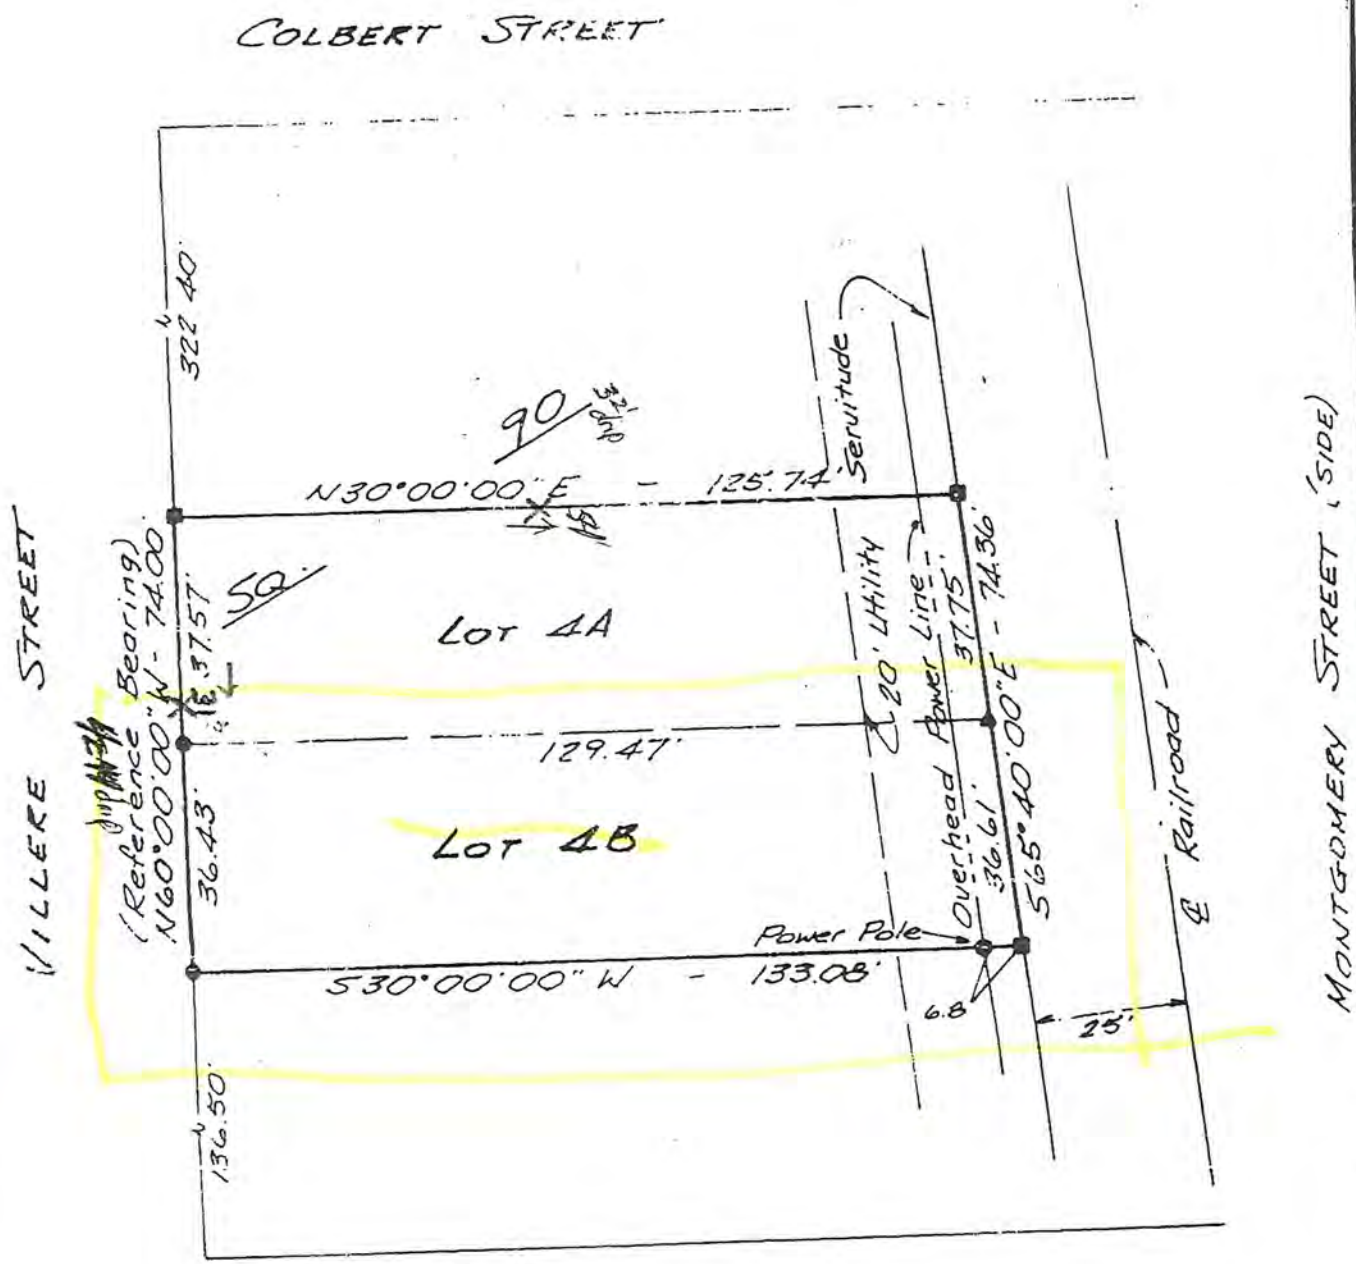 COLBERT STREET
322.40'
Servitude
90
N30°00'00"E - 125.74'
VILLERE STREET
(Reference Bearing)
N60°00'00"W - 74.00'
37.57'
SQ.
LOT 4A
20' Utility
Overhead Power Line
37.75'
S65°40'00"E - 74.36'
MONTGOMERY STREET (SIDE)
129.47'
36.43'
LOT 4B
36.61'
℄ Railroad
Power Pole
S30°00'00"W - 133.08'
6.8
25'
136.50'